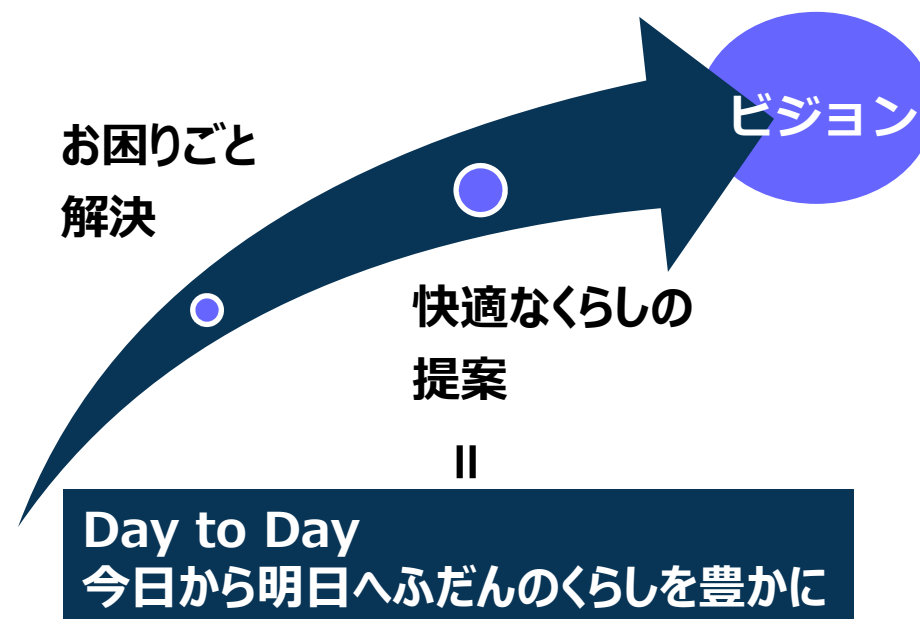 ビジョン
お困りごと
解決
快適なくらしの
提案
=
Day to Day
今日から明日へふだんのくらしを豊かに